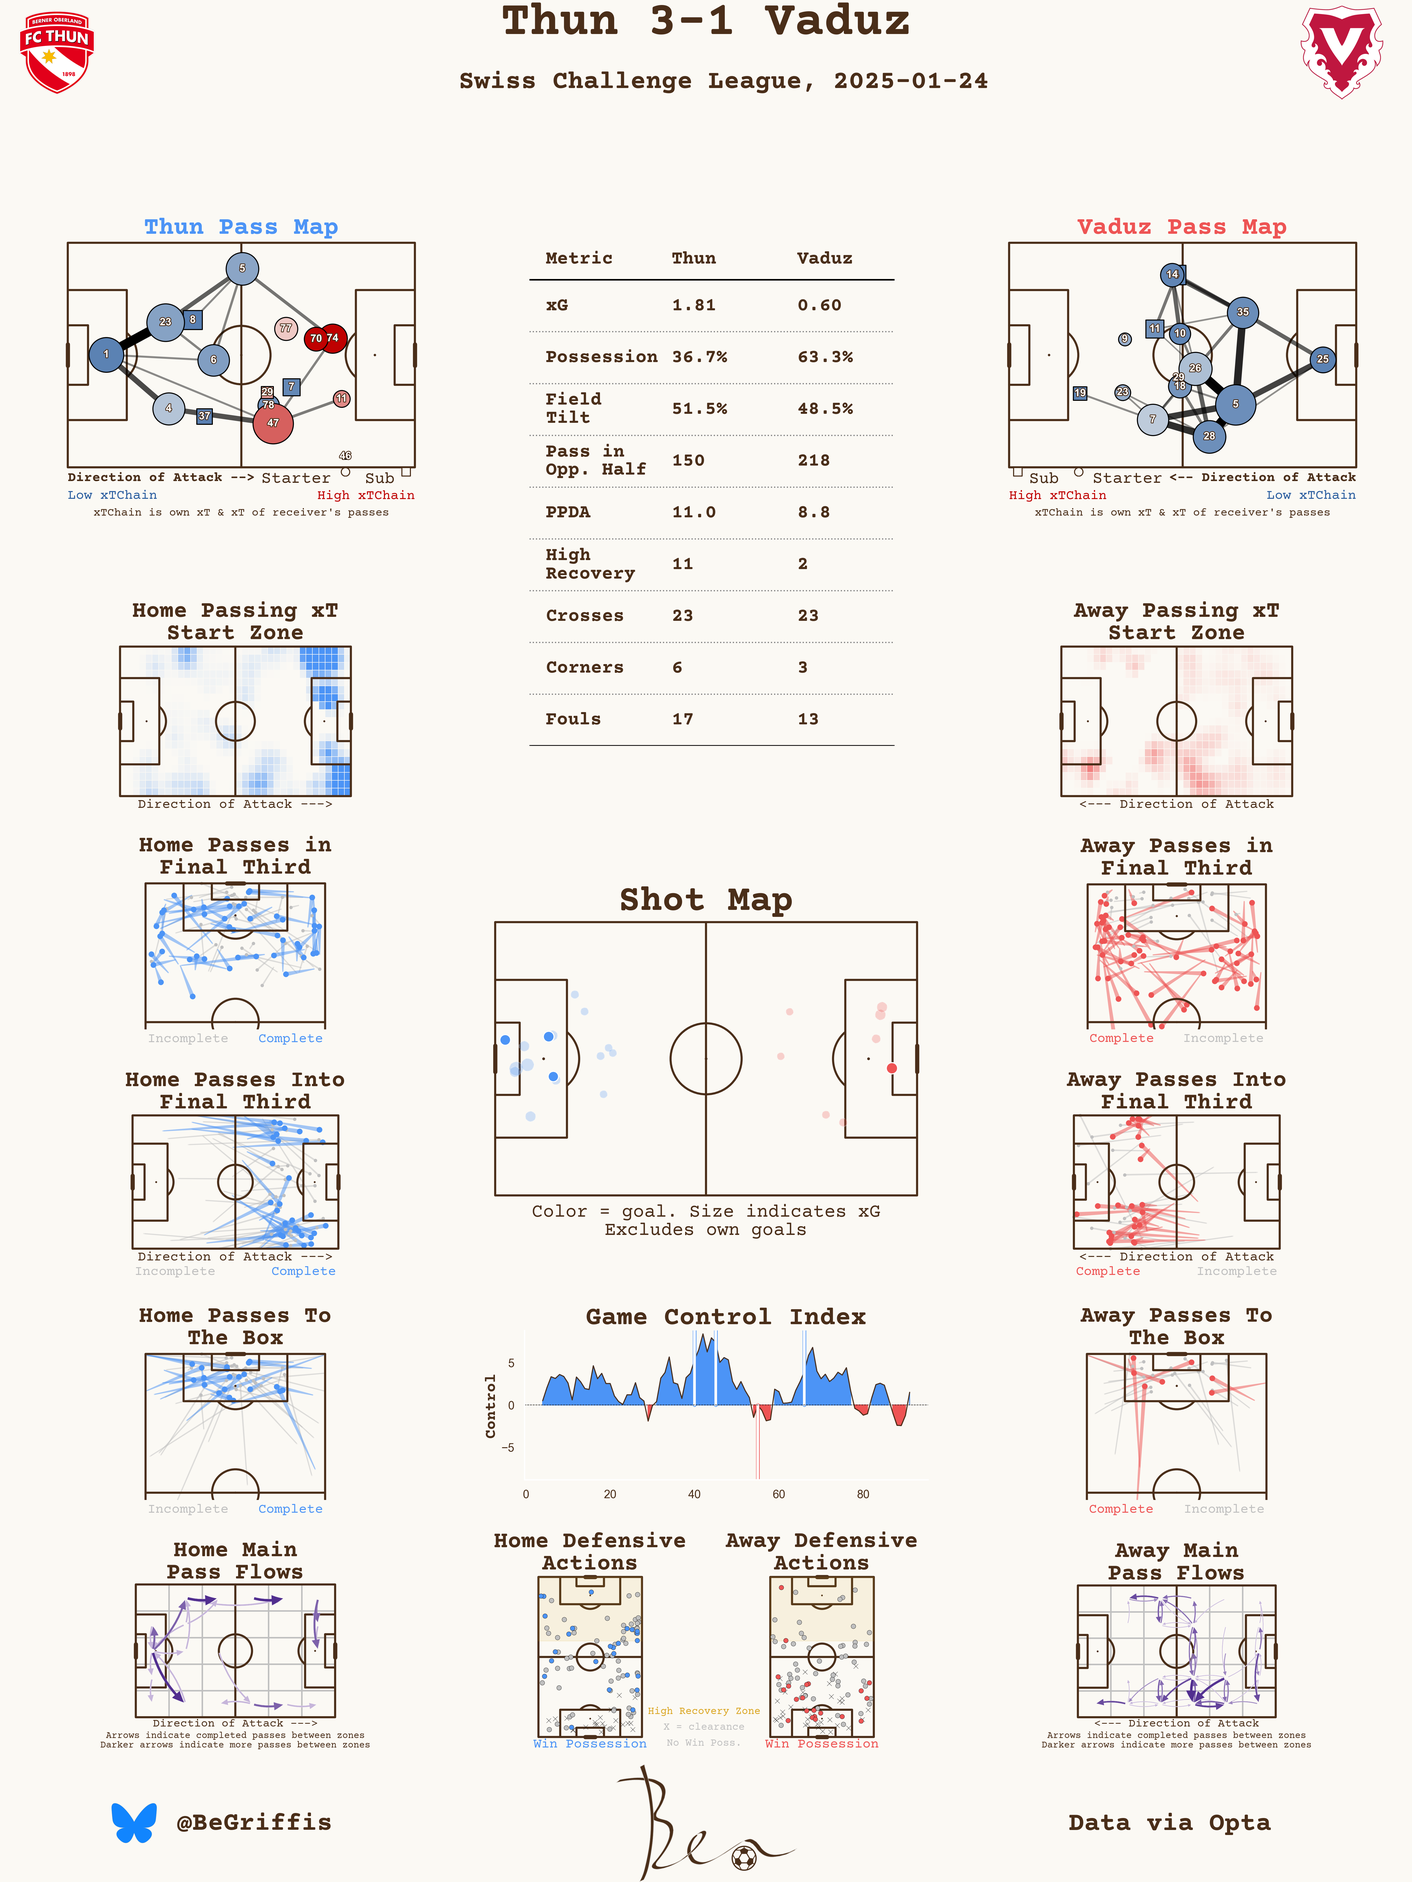 Thun 3-1 Vaduz
Swiss Challenge League, 2025-01-24
BERNER OBERLAND
FC THUN
1898
V
Thun Pass Map
5
23
8
77
70
74
1
6
29
7
11
78
4
37
47
46
Direction of Attack --> Starter Sub
Low xTChain High xTChain
xTChain is own xT & xT of receiver's passes
Metric Thun Vaduz
xG 1.81 0.60
Possession 36.7% 63.3%
Field
Tilt 51.5% 48.5%
Pass in
Opp. Half 150 218
PPDA 11.0 8.8
High
Recovery 11 2
Crosses 23 23
Corners 6 3
Fouls 17 13
Vaduz Pass Map
14
35
11
10
9
25
26
29
18
19
23
5
7
28
Sub Starter <-- Direction of Attack
High xTChain Low xTChain
xTChain is own xT & xT of receiver's passes
Home Passing xT
Start Zone
Direction of Attack --->
Away Passing xT
Start Zone
<--- Direction of Attack
Home Passes in
Final Third
Incomplete Complete
Away Passes in
Final Third
Complete Incomplete
Shot Map
Color = goal. Size indicates xG
Excludes own goals
Home Passes Into
Final Third
Direction of Attack --->
Incomplete Complete
Away Passes Into
Final Third
<--- Direction of Attack
Complete Incomplete
Home Passes To
The Box
Incomplete Complete
Game Control Index
Control
5
0
−5
0 20 40 60 80
Away Passes To
The Box
Complete Incomplete
Home Main
Pass Flows
Direction of Attack --->
Arrows indicate completed passes between zones
Darker arrows indicate more passes between zones
Home Defensive
Actions
Win Possession
Away Defensive
Actions
Win Possession
High Recovery Zone
X = clearance
No Win Poss.
Away Main
Pass Flows
<--- Direction of Attack
Arrows indicate completed passes between zones
Darker arrows indicate more passes between zones
@BeGriffis
Ben
Data via Opta